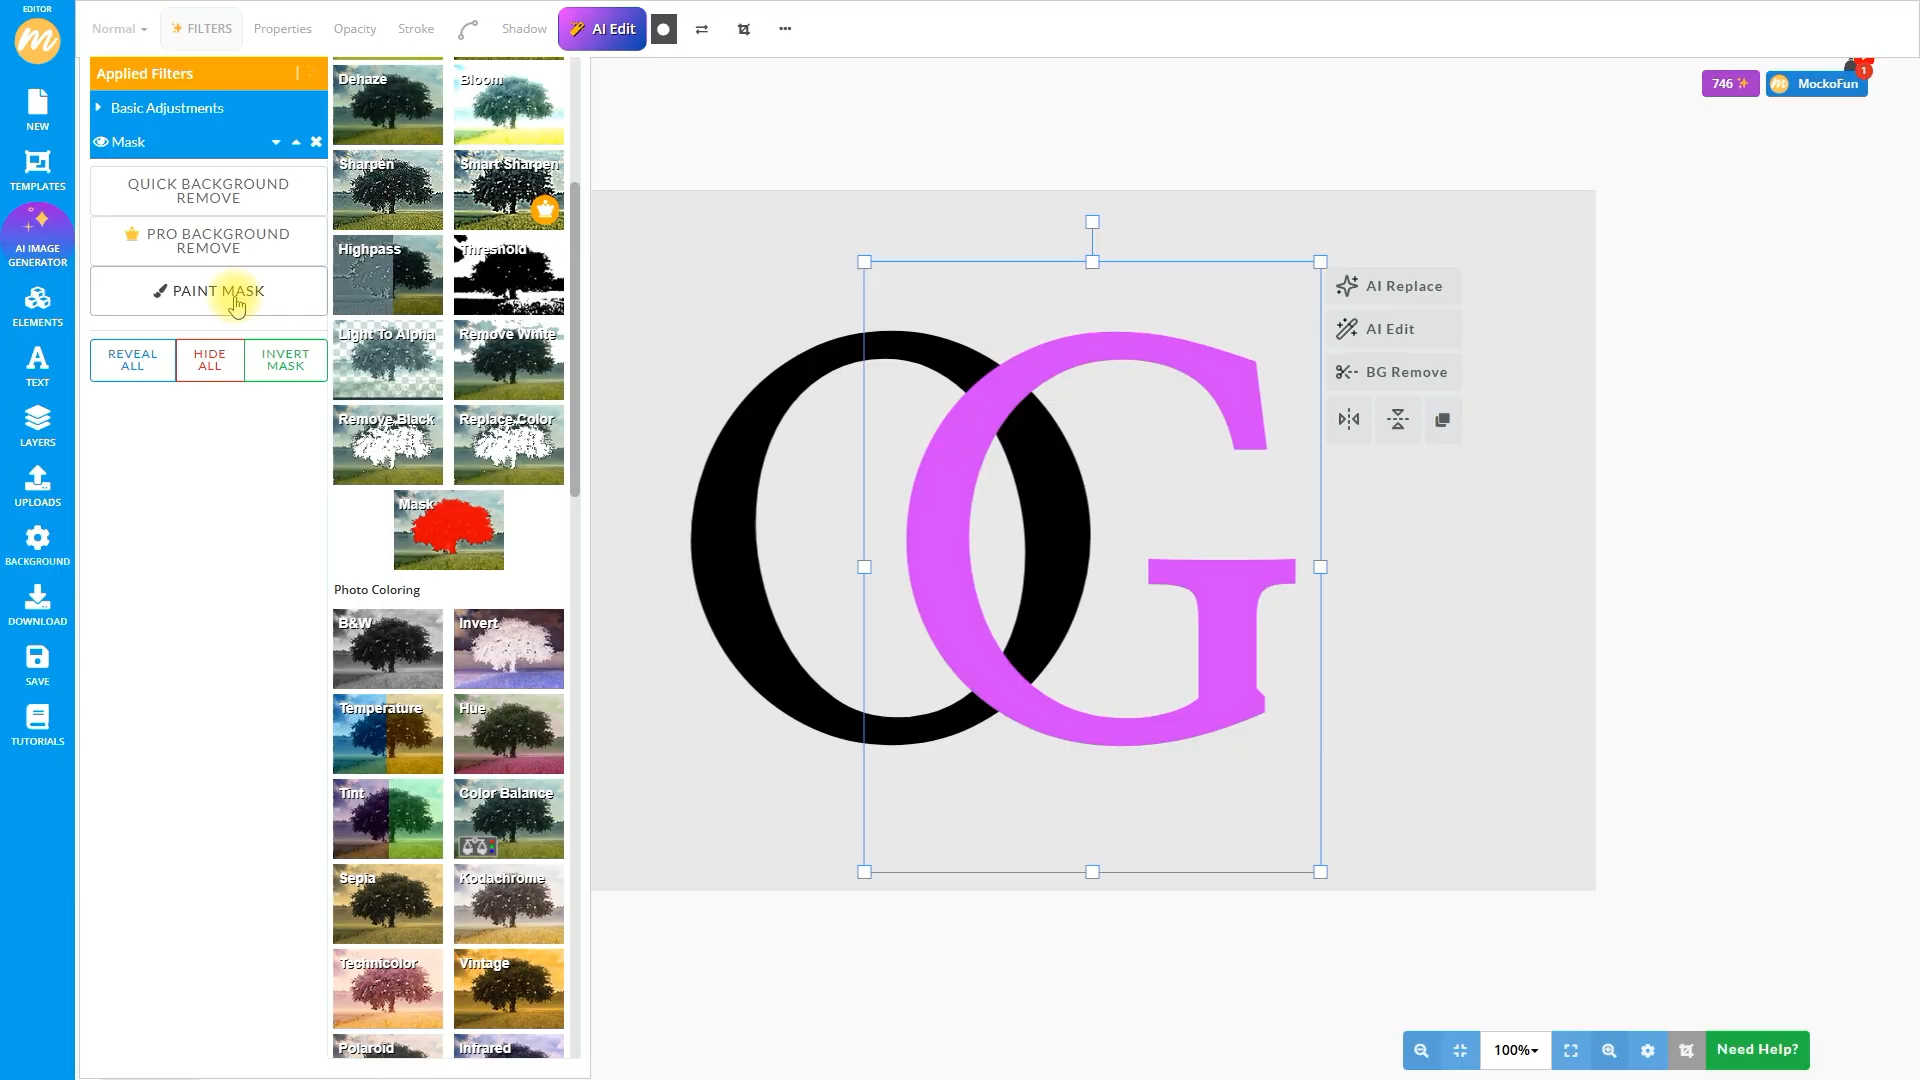 EDITOR
m
NEW
TEMPLATES
AI IMAGE
GENERATOR
ELEMENTS
A
TEXT
LAYERS
UPLOADS
BACKGROUND
DOWNLOAD
SAVE
TUTORIALS
Normal
FILTERS
Properties
Opacity
Stroke
Shadow
AI Edit
746
MockoFun
1
Applied Filters
Basic Adjustments
Mask
QUICK BACKGROUND
REMOVE
PRO BACKGROUND
REMOVE
PAINT MASK
REVEAL
ALL
HIDE
ALL
INVERT
MASK
Dehaze
Bloom
Sharpen
Smart Sharpen
Highpass
Threshold
Light To Alpha
Remove White
Remove Black
Replace Color
Mask
Photo Coloring
B&W
Invert
Temperature
Hue
Tint
Color Balance
Sepia
Kodachrome
Technicolor
Vintage
Polaroid
Infrared
OG
AI Replace
AI Edit
BG Remove
100%
Need Help?